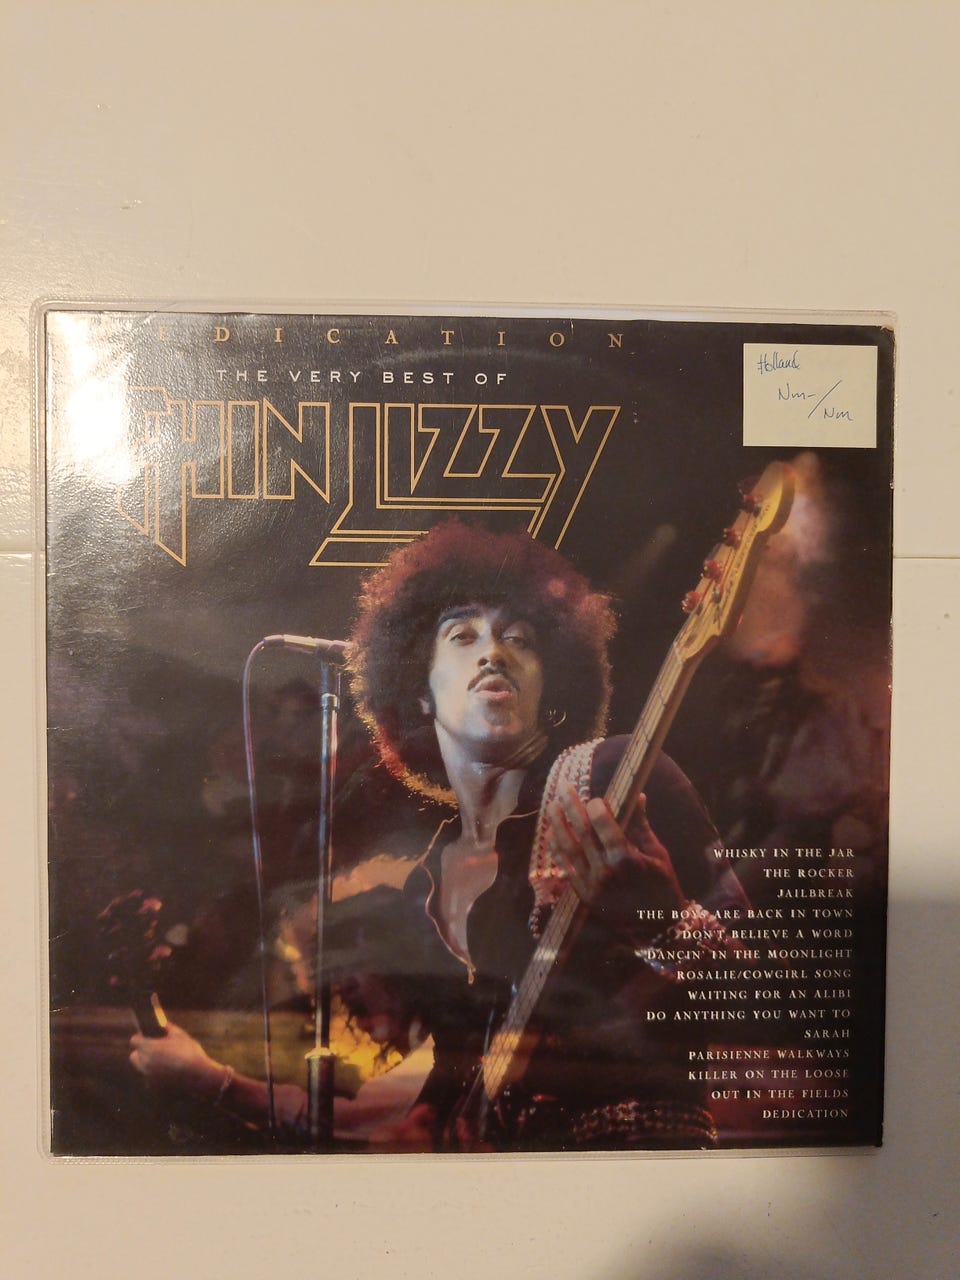 EDICATION
THE VERY BEST OF
THIN LIZZY
Holland
Nm-/Nm
WHISKY IN THE JAR
THE ROCKER
JAILBREAK
THE BOYS ARE BACK IN TOWN
DON'T BELIEVE A WORD
DANCIN' IN THE MOONLIGHT
ROSALIE/COWGIRL SONG
WAITING FOR AN ALIBI
DO ANYTHING YOU WANT TO
SARAH
PARISIENNE WALKWAYS
KILLER ON THE LOOSE
OUT IN THE FIELDS
DEDICATION